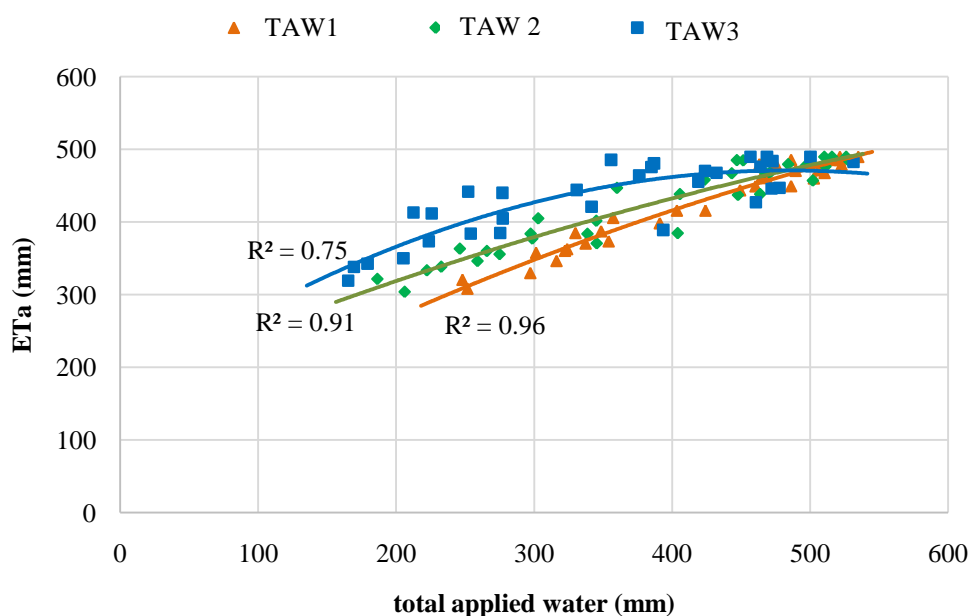 TAW1 TAW 2 TAW3
600
500
400
300
200
100
0
R² = 0.75
R² = 0.91
R² = 0.96
ETa (mm)
0 100 200 300 400 500 600
total applied water (mm)